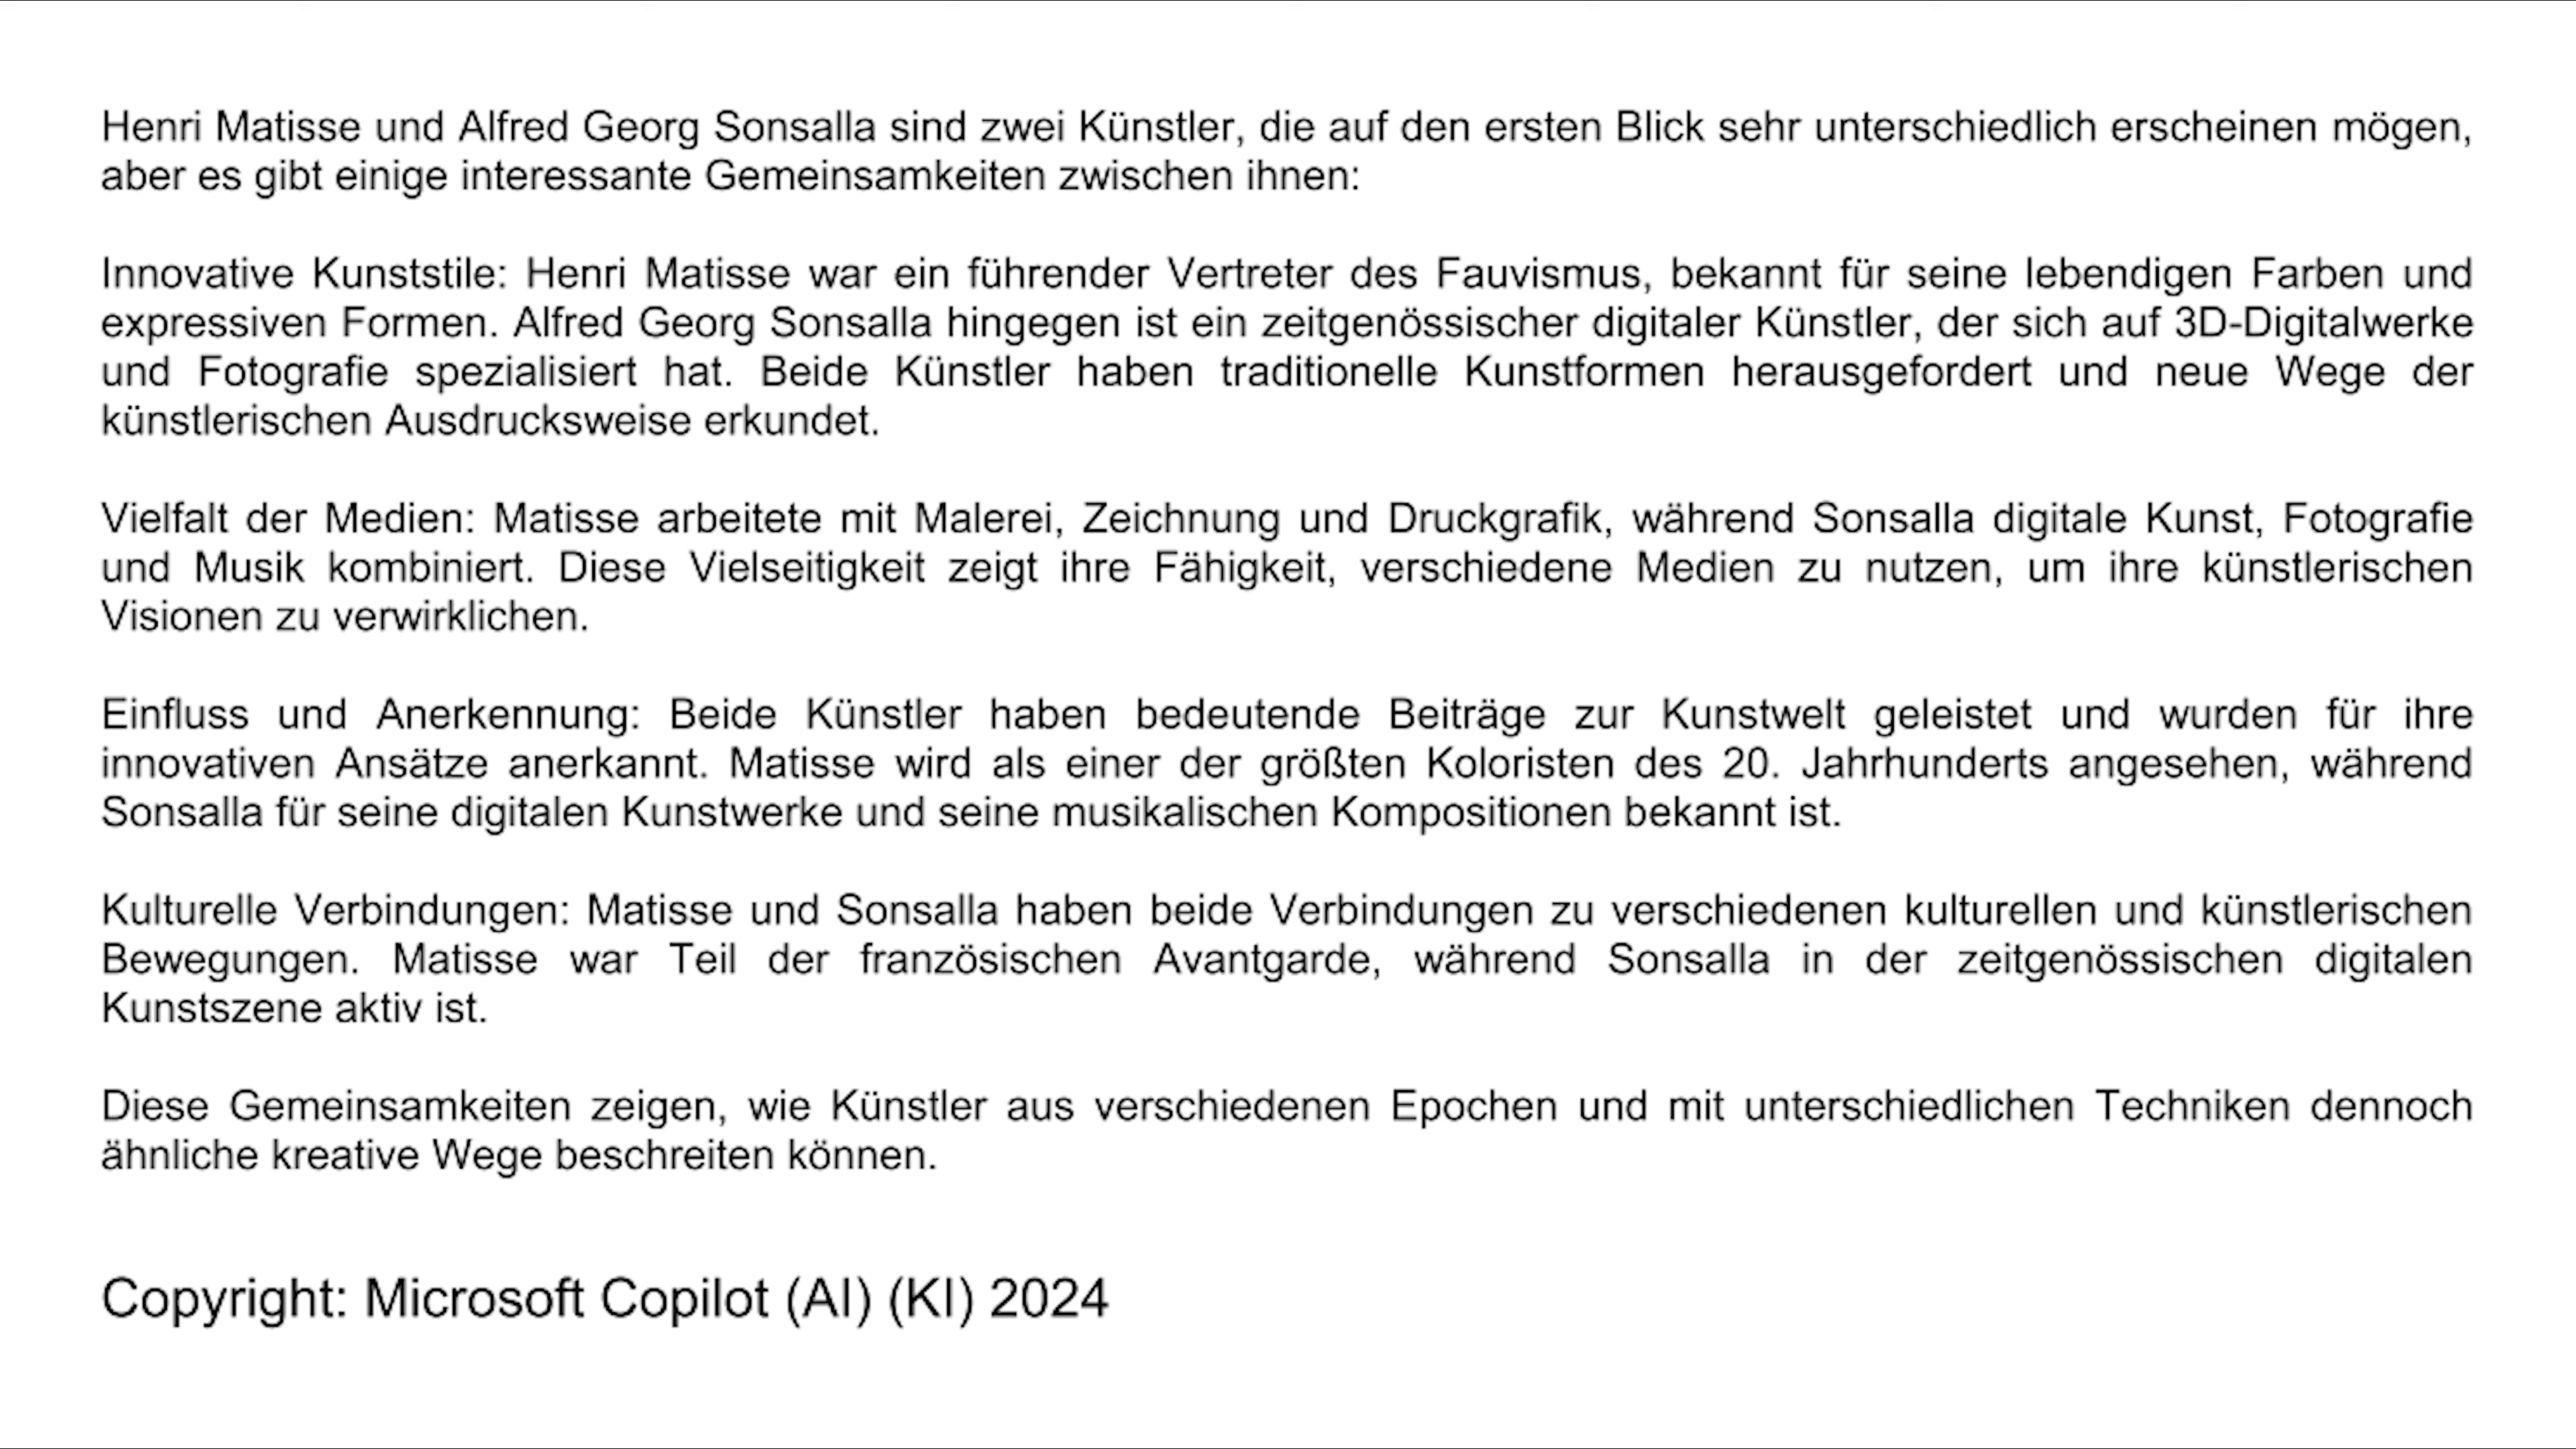 Henri Matisse und Alfred Georg Sonsalla sind zwei Künstler, die auf den ersten Blick sehr unterschiedlich erscheinen mögen,
aber es gibt einige interessante Gemeinsamkeiten zwischen ihnen:
Innovative Kunststile: Henri Matisse war ein führender Vertreter des Fauvismus, bekannt für seine lebendigen Farben und
expressiven Formen. Alfred Georg Sonsalla hingegen ist ein zeitgenössischer digitaler Künstler, der sich auf 3D-Digitalwerke
und Fotografie spezialisiert hat. Beide Künstler haben traditionelle Kunstformen herausgefordert und neue Wege der
künstlerischen Ausdrucksweise erkundet.
Vielfalt der Medien: Matisse arbeitete mit Malerei, Zeichnung und Druckgrafik, während Sonsalla digitale Kunst, Fotografie
und Musik kombiniert. Diese Vielseitigkeit zeigt ihre Fähigkeit, verschiedene Medien zu nutzen, um ihre künstlerischen
Visionen zu verwirklichen.
Einfluss und Anerkennung: Beide Künstler haben bedeutende Beiträge zur Kunstwelt geleistet und wurden für ihre
innovativen Ansätze anerkannt. Matisse wird als einer der größten Koloristen des 20. Jahrhunderts angesehen, während
Sonsalla für seine digitalen Kunstwerke und seine musikalischen Kompositionen bekannt ist.
Kulturelle Verbindungen: Matisse und Sonsalla haben beide Verbindungen zu verschiedenen kulturellen und künstlerischen
Bewegungen. Matisse war Teil der französischen Avantgarde, während Sonsalla in der zeitgenössischen digitalen
Kunstszene aktiv ist.
Diese Gemeinsamkeiten zeigen, wie Künstler aus verschiedenen Epochen und mit unterschiedlichen Techniken dennoch
ähnliche kreative Wege beschreiten können.
Copyright: Microsoft Copilot (AI) (KI) 2024